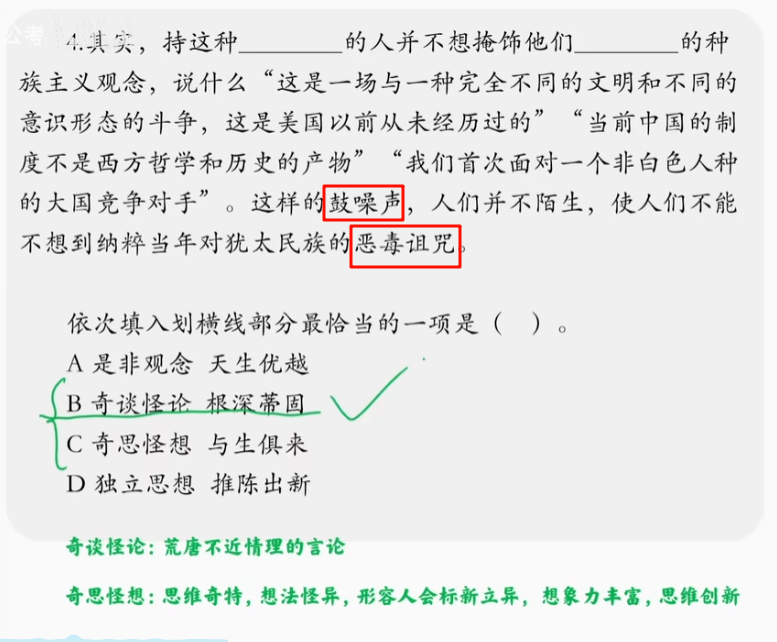 公考
4.其实，持这种________的人并不想掩饰他们________的种
族主义观念，说什么“这是一场与一种完全不同的文明和不同的
意识形态的斗争，这是美国以前从未经历过的”“当前中国的制
度不是西方哲学和历史的产物”“我们首次面对一个非白色人种
的大国竞争对手”。这样的鼓噪声，人们并不陌生，使人们不能
不想到纳粹当年对犹太民族的恶毒诅咒。
依次填入划横线部分最恰当的一项是（ ）。
A 是非观念 天生优越
B 奇谈怪论 根深蒂固
C 奇思怪想 与生俱来
D 独立思想 推陈出新
奇谈怪论：荒唐不近情理的言论
奇思怪想：思维奇特，想法怪异，形容人会标新立异，想象力丰富，思维创新